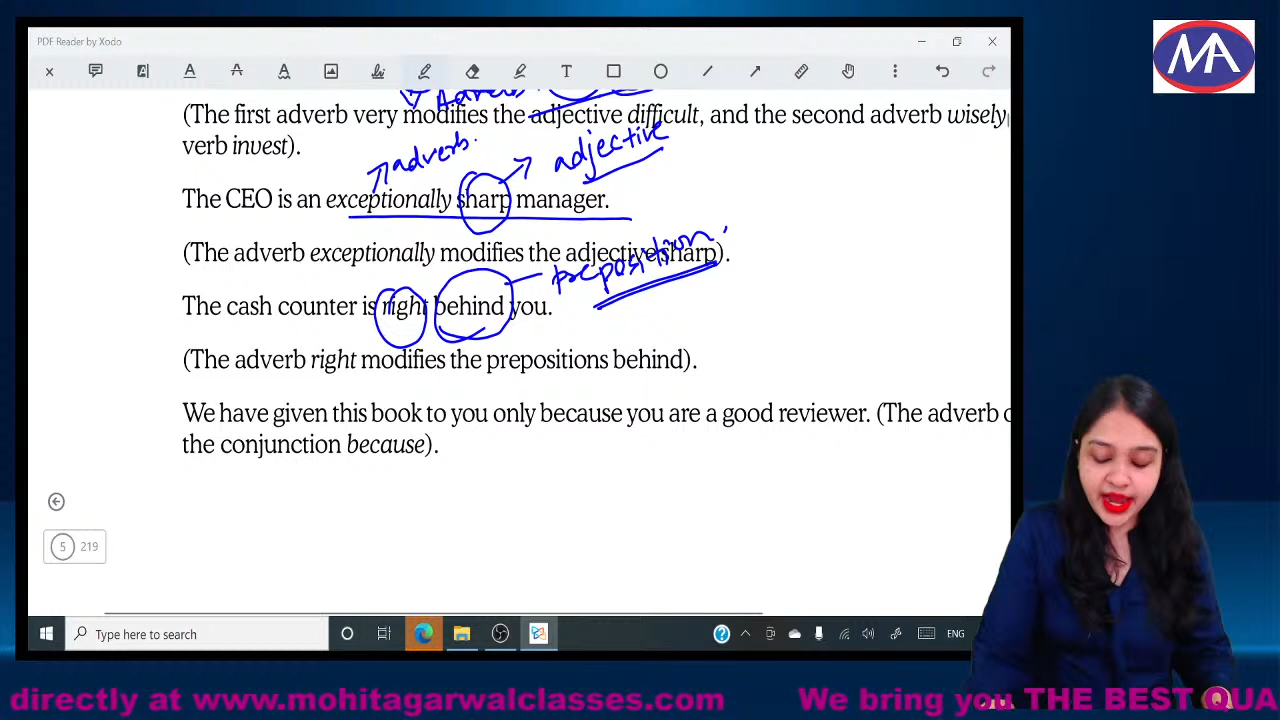 PDF Reader by Xodo
MA
Adverb
(The first adverb very modifies the adjective difficult, and the second adverb wisely
verb invest).
adverb.
adjective
The CEO is an exceptionally sharp manager.
(The adverb exceptionally modifies the adjective sharp).
preposition
The cash counter is right behind you.
(The adverb right modifies the prepositions behind).
We have given this book to you only because you are a good reviewer. (The adverb
the conjunction because).
5 219
Type here to search
ENG
directly at www.mohitagarwalclasses.com We bring you THE BEST QUA